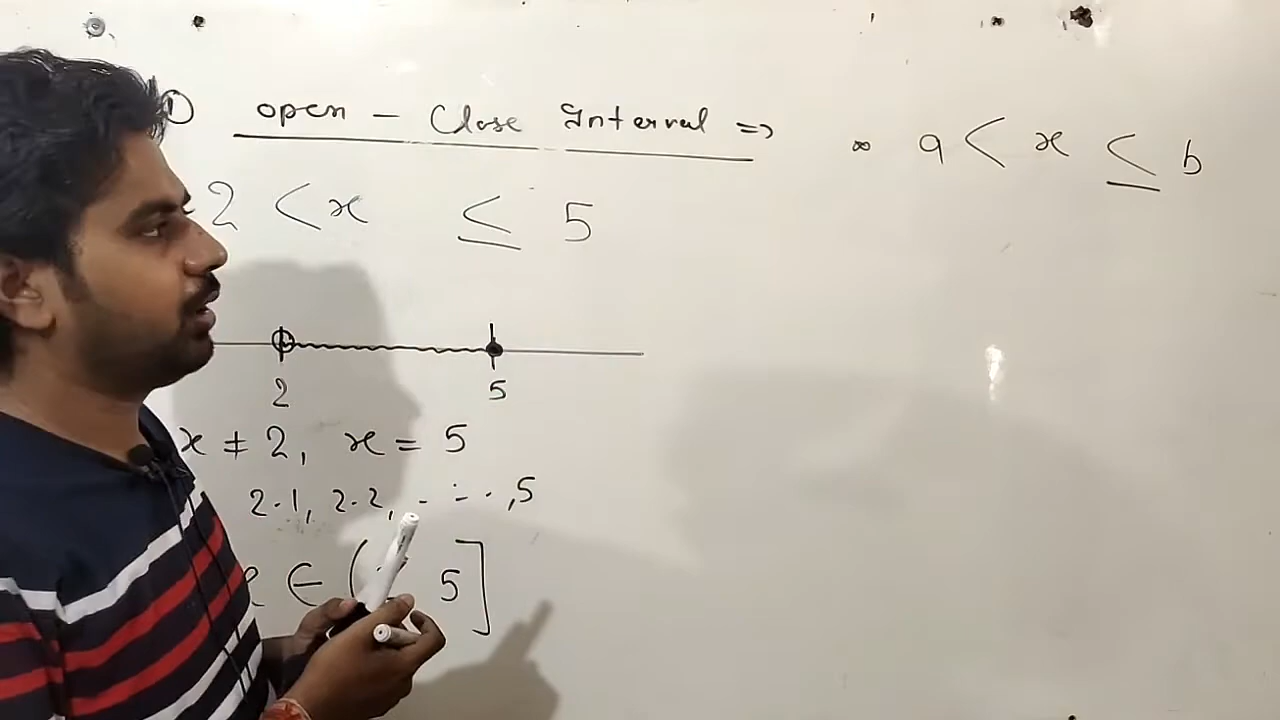 D open - Close Interval ⇒
∞ a < x ≤ b
2 < x ≤ 5
2 5
x ≠ 2, x = 5
2.1, 2.2, - - - -, 5
∈ ( 5]